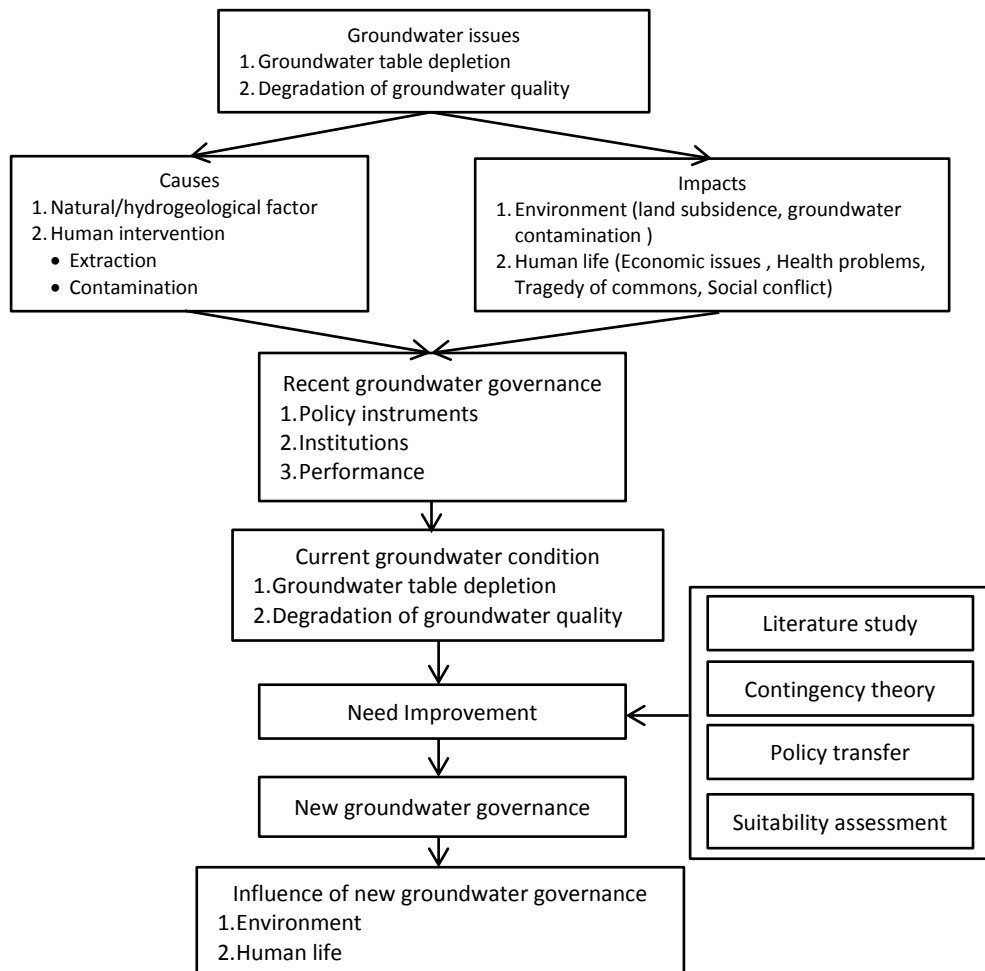 Groundwater issues
1. Groundwater table depletion
2. Degradation of groundwater quality
Causes
1. Natural/hydrogeological factor
2. Human intervention
• Extraction
• Contamination
Impacts
1. Environment (land subsidence, groundwater
contamination )
2. Human life (Economic issues , Health problems,
Tragedy of commons, Social conflict)
Recent groundwater governance
1.Policy instruments
2.Institutions
3.Performance
Current groundwater condition
1.Groundwater table depletion
2.Degradation of groundwater quality
Literature study
Contingency theory
Need Improvement
Policy transfer
New groundwater governance
Suitability assessment
Influence of new groundwater governance
1.Environment
2.Human life